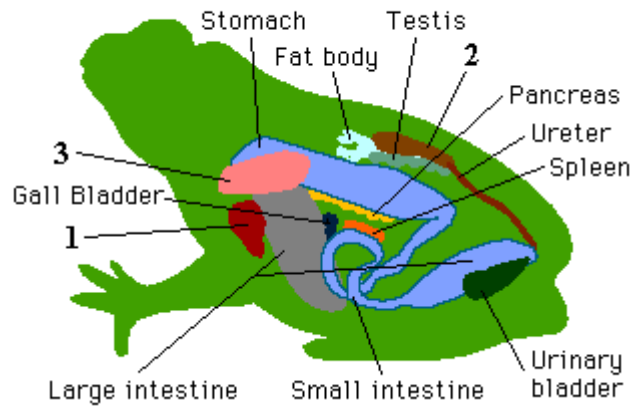 Stomach
Testis
Fat body
2
Pancreas
3
Ureter
Gall Bladder
Spleen
1
Large intestine
Small intestine
Urinary
bladder